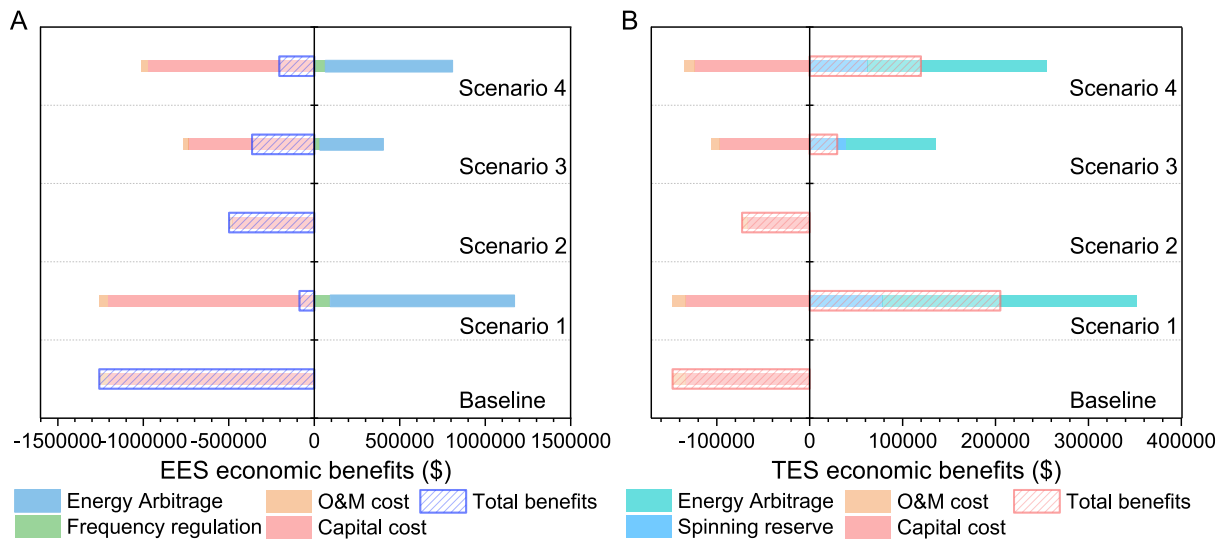 A
Scenario 4
Scenario 3
Scenario 2
Scenario 1
Baseline
-1500000 -1000000 -500000 0 500000 1000000 1500000
EES economic benefits ($)
Energy Arbitrage O&M cost Total benefits
Frequency regulation Capital cost
B
Scenario 4
Scenario 3
Scenario 2
Scenario 1
Baseline
-100000 0 100000 200000 300000 400000
TES economic benefits ($)
Energy Arbitrage O&M cost Total benefits
Spinning reserve Capital cost